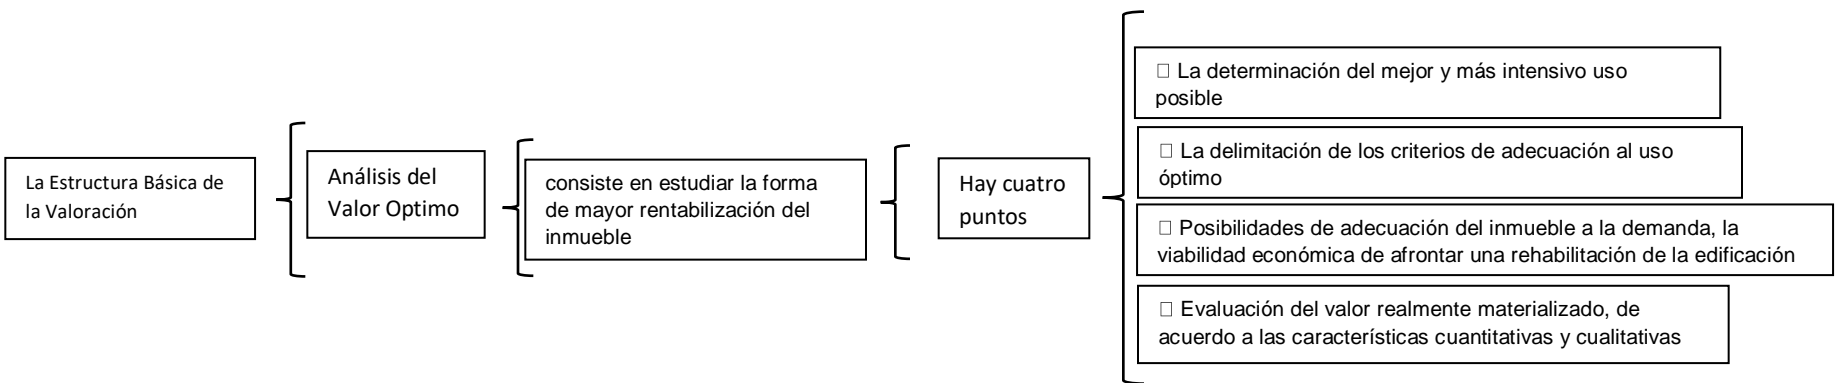 La Estructura Básica de
la Valoración
Análisis del
Valor Optimo
consiste en estudiar la forma
de mayor rentabilización del
inmueble
Hay cuatro
puntos
□ La determinación del mejor y más intensivo uso
posible
□ La delimitación de los criterios de adecuación al uso
óptimo
□ Posibilidades de adecuación del inmueble a la demanda, la
viabilidad económica de afrontar una rehabilitación de la edificación
□ Evaluación del valor realmente materializado, de
acuerdo a las características cuantitativas y cualitativas